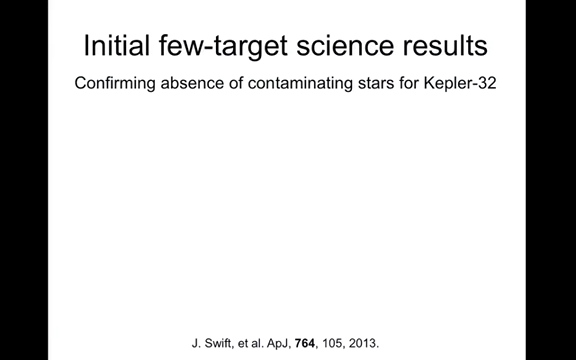 Initial few-target science results
Confirming absence of contaminating stars for Kepler-32
J. Swift, et al. ApJ, 764, 105, 2013.